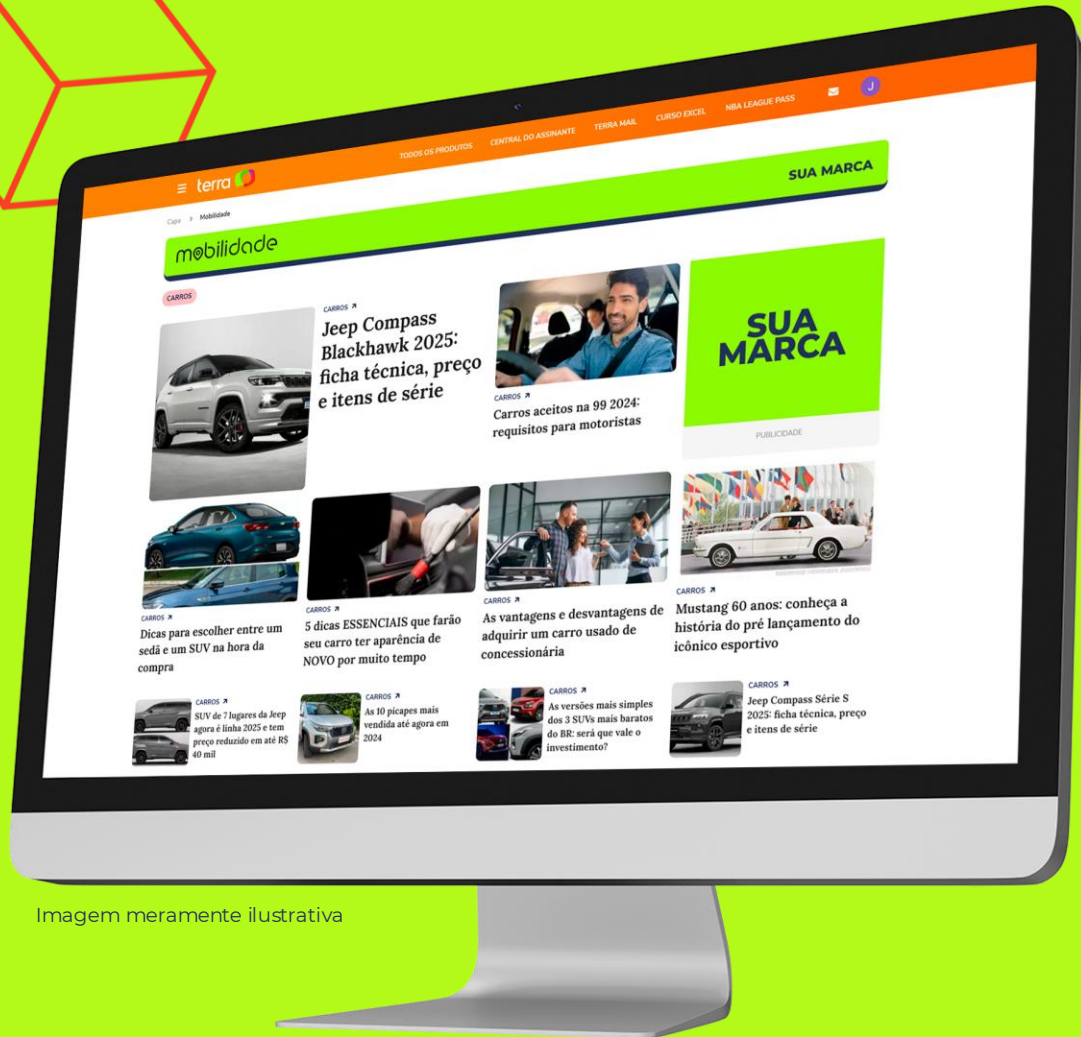 terra
TODOS OS PRODUTOS
CENTRAL DO ASSINANTE
TERRA MAIL
CURSO EXCEL
NBA LEAGUE PASS
J
Capa > Mobilidade
mobilidade
SUA MARCA
CARROS
CARROS
Jeep Compass
Blackhawk 2025:
ficha técnica, preço
e itens de série
CARROS
Carros aceitos na 99 2024:
requisitos para motoristas
SUA
MARCA
PUBLICIDADE
CARROS
Dicas para escolher entre um
sedã e um SUV na hora da
compra
CARROS
5 dicas ESSENCIAIS que farão
seu carro ter aparência de
NOVO por muito tempo
CARROS
As vantagens e desvantagens de
adquirir um carro usado de
concessionária
CARROS
Mustang 60 anos: conheça a
história do pré lançamento do
icônico esportivo
CARROS
SUV de 7 lugares da Jeep
agora é linha 2025 e tem
preço reduzido em até R$
40 mil
CARROS
As 10 picapes mais
vendida até agora em
2024
CARROS
As versões mais simples
dos 3 SUVs mais baratos
do BR: será que vale o
investimento?
CARROS
Jeep Compass Série S
2025: ficha técnica, preço
e itens de série
Imagem meramente ilustrativa